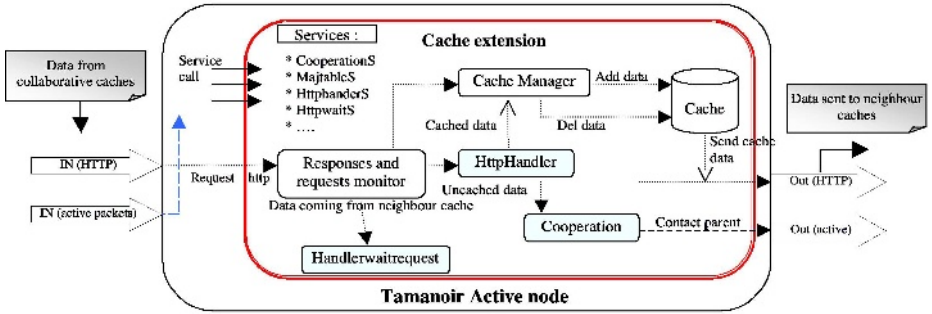 Services :
Cache extension
Data from
collaborative caches
Service
call
* CooperationS
* MajtableS
* HttphanderS
* HttpwaitS
* ....
Cache Manager
Add data
Cache
Data sent to neighbour
caches
Cached data
Del data
Send cache
data
IN (HTTP)
Request http
Responses and
requests monitor
HttpHandler
Uncached data
Out (HTTP)
IN (active packets)
Data coming from neighbour cache
Cooperation
Contact parent
Out (active)
Handlerwaitrequest
Tamanoir Active node